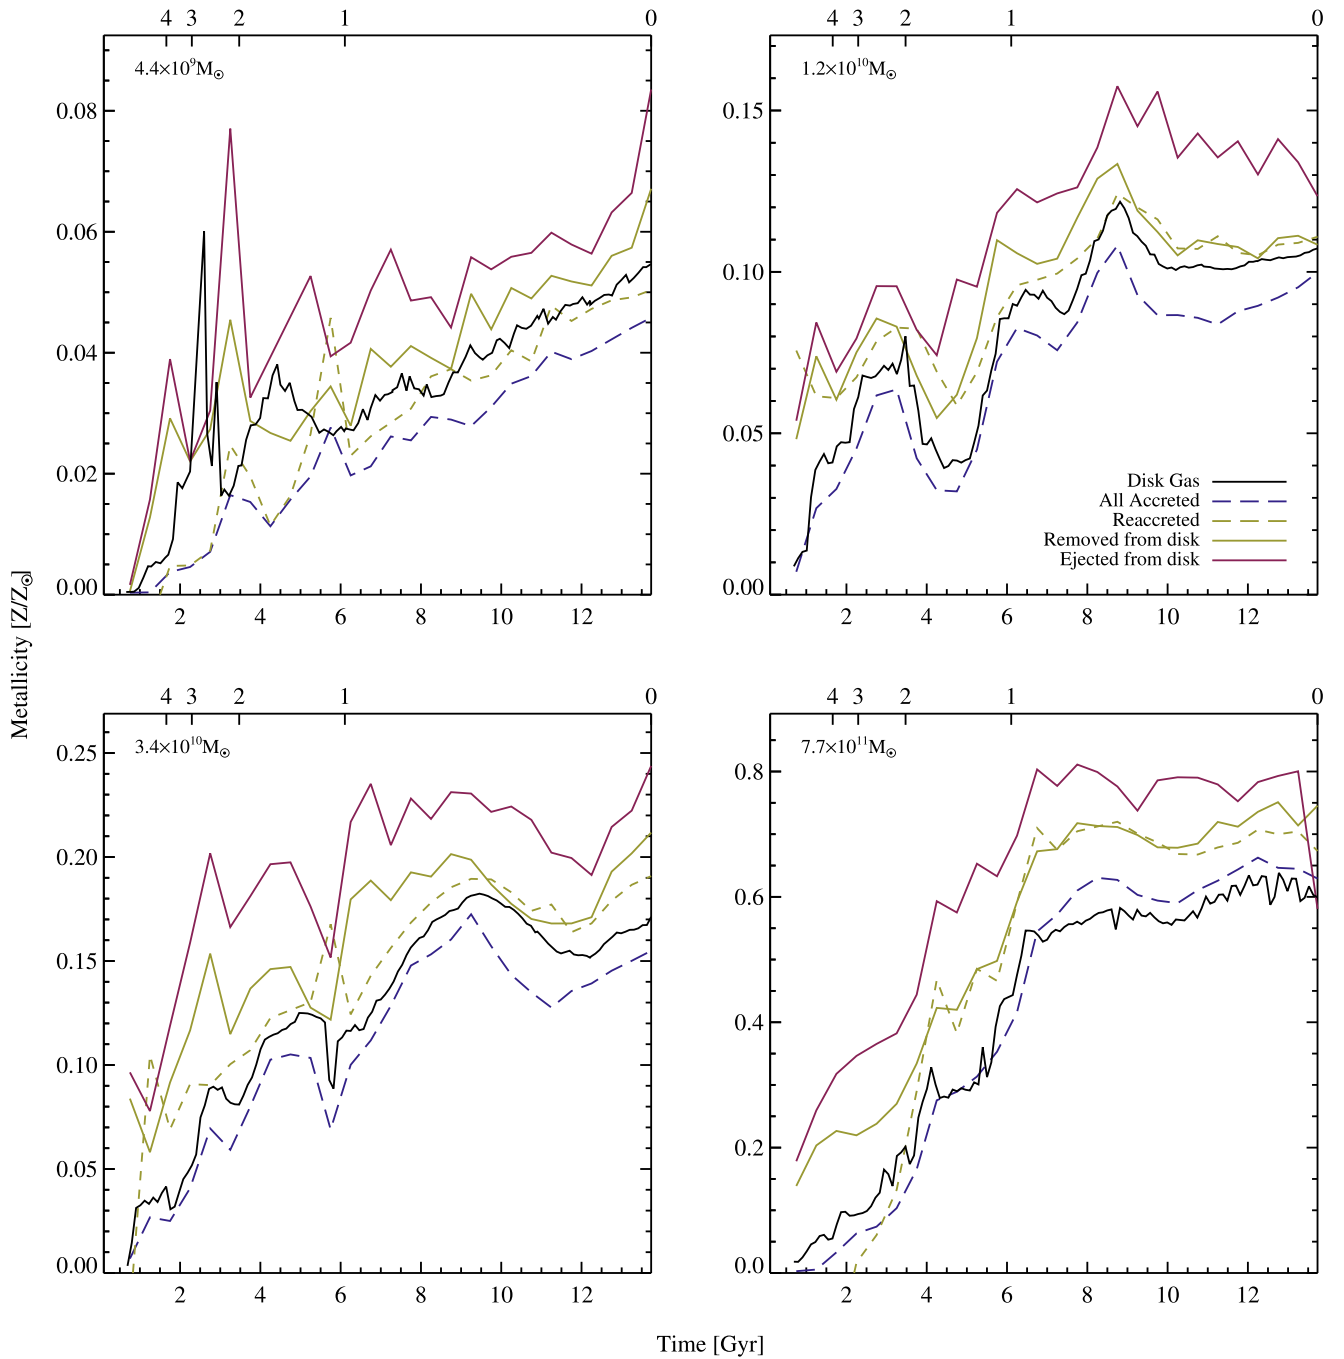 4 3 2 1 0
4.4×10⁹M☉
0.08
0.06
0.04
0.02
0.00
2 4 6 8 10 12
4 3 2 1 0
1.2×10¹⁰M☉
0.15
0.10
0.05
0.00
Disk Gas
All Accreted
Reaccreted
Removed from disk
Ejected from disk
2 4 6 8 10 12
Metallicity [Z/Z☉]
4 3 2 1 0
3.4×10¹⁰M☉
0.25
0.20
0.15
0.10
0.05
0.00
2 4 6 8 10 12
4 3 2 1 0
7.7×10¹¹M☉
0.8
0.6
0.4
0.2
0.0
2 4 6 8 10 12
Time [Gyr]